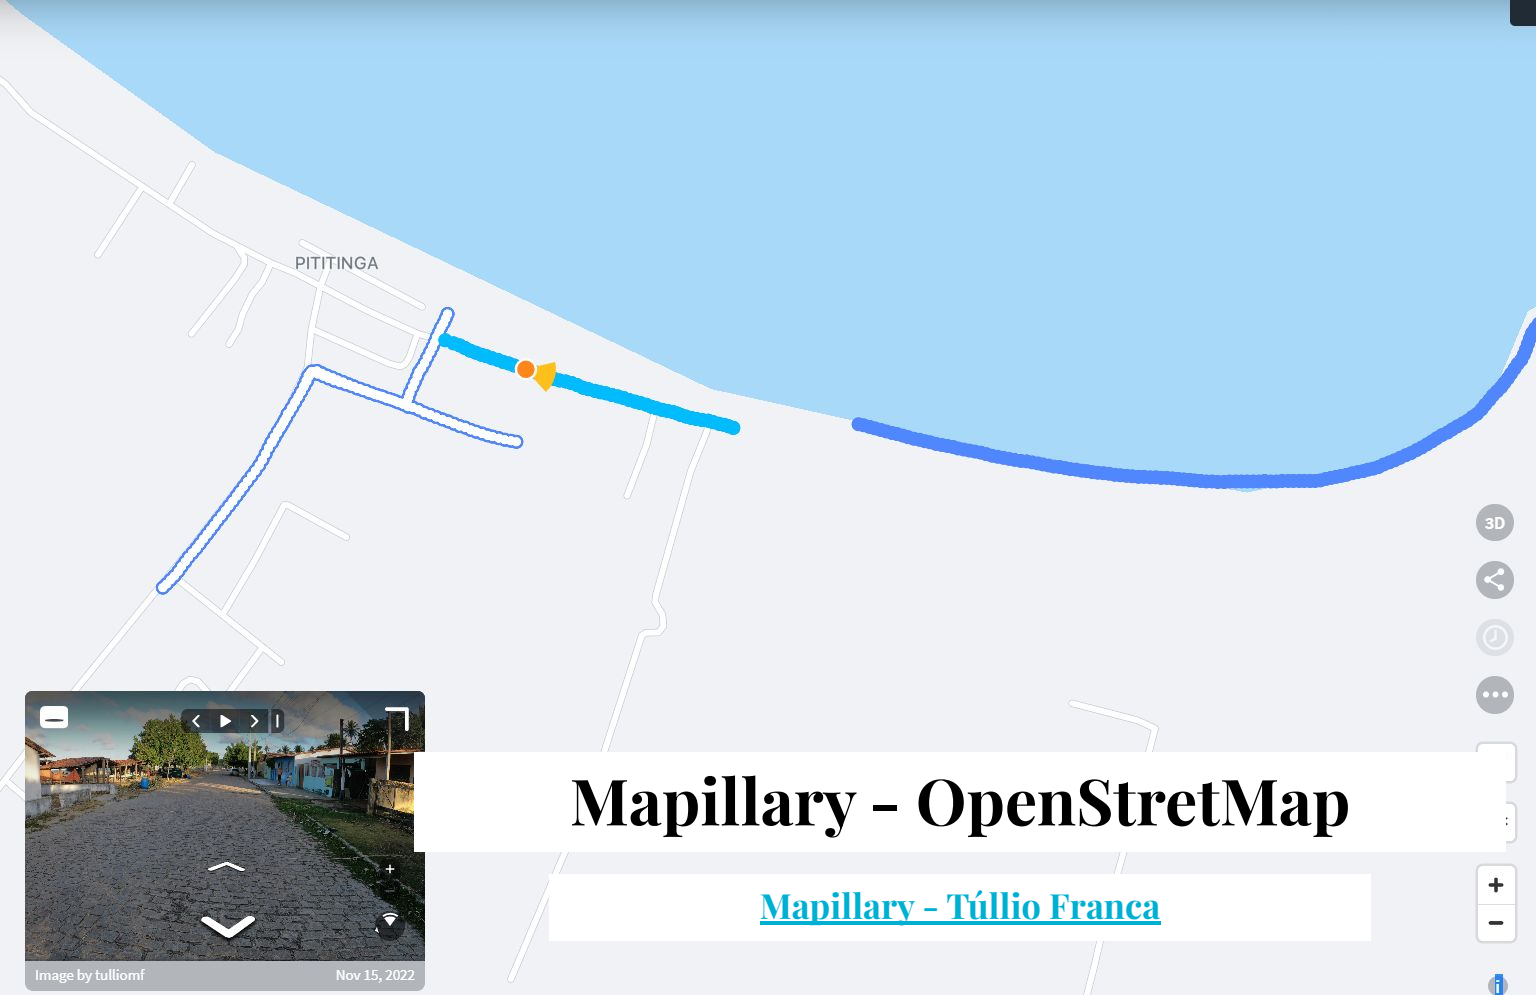 PITITINGA
3D
Mapillary - OpenStretMap
Mapillary - Túllio Franca
Image by tulliomf
Nov 15, 2022